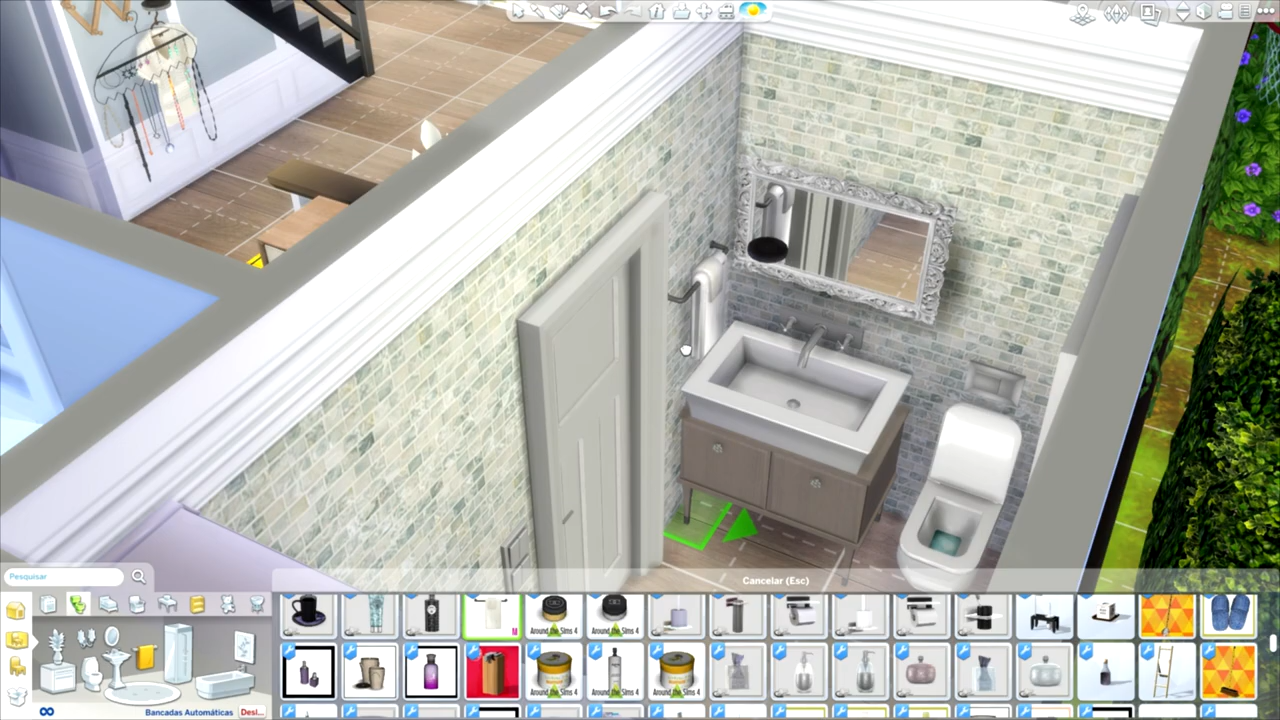 Cancelar (Esc)
Pesquisar
Around the Sims 4
Around the Sims 4
M
Around the Sims 4
Around the Sims 4
Around the Sims 4
Bancadas Automáticas
Desl...